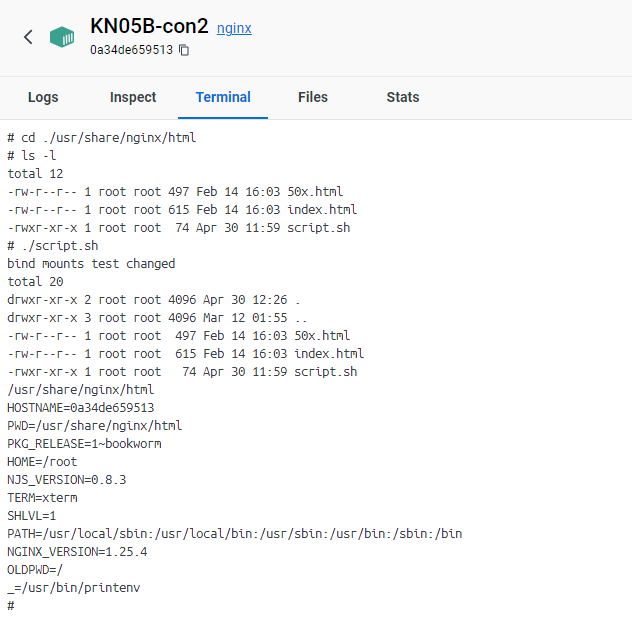 KN05B-con2 nginx
0a34de659513
Logs Inspect Terminal Files Stats
# cd ./usr/share/nginx/html
# ls -l
total 12
-rw-r--r-- 1 root root 497 Feb 14 16:03 50x.html
-rw-r--r-- 1 root root 615 Feb 14 16:03 index.html
-rwxr-xr-x 1 root root  74 Apr 30 11:59 script.sh
# ./script.sh
bind mounts test changed
total 20
drwxr-xr-x 2 root root 4096 Apr 30 12:26 .
drwxr-xr-x 3 root root 4096 Mar 12 01:55 ..
-rw-r--r-- 1 root root  497 Feb 14 16:03 50x.html
-rw-r--r-- 1 root root  615 Feb 14 16:03 index.html
-rwxr-xr-x 1 root root   74 Apr 30 11:59 script.sh
/usr/share/nginx/html
HOSTNAME=0a34de659513
PWD=/usr/share/nginx/html
PKG_RELEASE=1~bookworm
HOME=/root
NJS_VERSION=0.8.3
TERM=xterm
SHLVL=1
PATH=/usr/local/sbin:/usr/local/bin:/usr/sbin:/usr/bin:/sbin:/bin
NGINX_VERSION=1.25.4
OLDPWD=/
_=/usr/bin/printenv
#